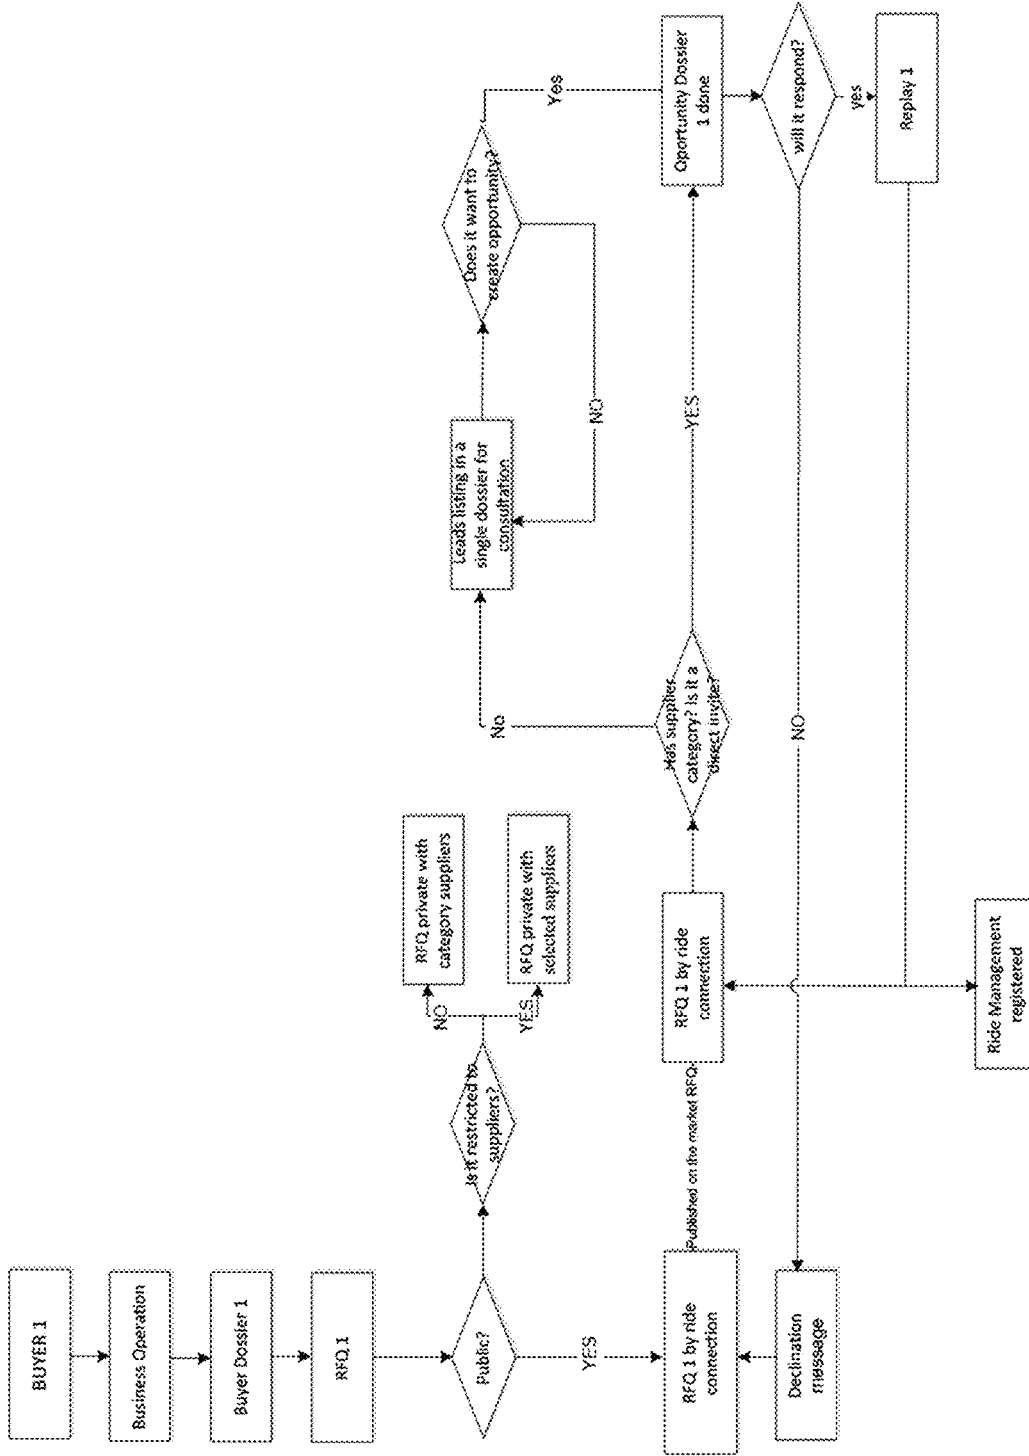 BUYER 1
Business Operation
Buyer Dossier 1
RFQ 1
Public?
YES
Is it restricted to
suppliers?
NO
YES
RFQ private with
category suppliers
RFQ private with
selected suppliers
RFQ 1 by ride
connection
Published on the market RFQ
RFQ 1 by ride
connection
Declination
message
Has supplier
category? Is it a
direct invite?
No
YES
Leads listing in a
single dossier for
consultation
Does it want to
create opportunity?
NO
Yes
Oportunity Dossier
1 done
will it respond?
NO
yes
Replay 1
Ride Management
registered